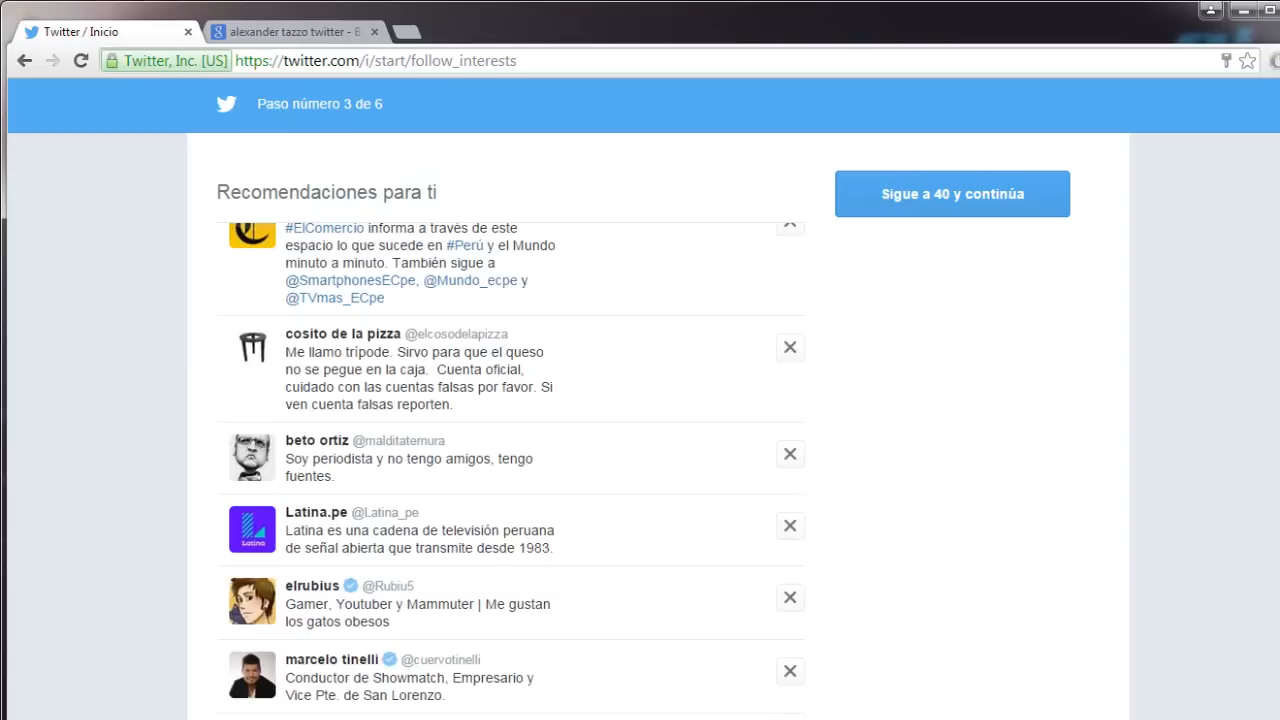 Twitter / Inicio
alexander tazzo twitter - B
Twitter, Inc. [US] https://twitter.com/i/start/follow_interests
Paso número 3 de 6
Recomendaciones para ti
Sigue a 40 y continúa
#ElComercio informa a través de este
espacio lo que sucede en #Perú y el Mundo
minuto a minuto. También sigue a
@SmartphonesECpe, @Mundo_ecpe y
@TVmas_ECpe
cosito de la pizza @elcosodelapizza
Me llamo trípode. Sirvo para que el queso
no se pegue en la caja. Cuenta oficial,
cuidado con las cuentas falsas por favor. Si
ven cuenta falsas reporten.
beto ortiz @malditaternura
Soy periodista y no tengo amigos, tengo
fuentes.
Latina.pe @Latina_pe
Latina es una cadena de televisión peruana
de señal abierta que transmite desde 1983.
Latina
elrubius @Rubiu5
Gamer, Youtuber y Mammuter | Me gustan
los gatos obesos
marcelo tinelli @cuervotinelli
Conductor de Showmatch, Empresario y
Vice Pte. de San Lorenzo.